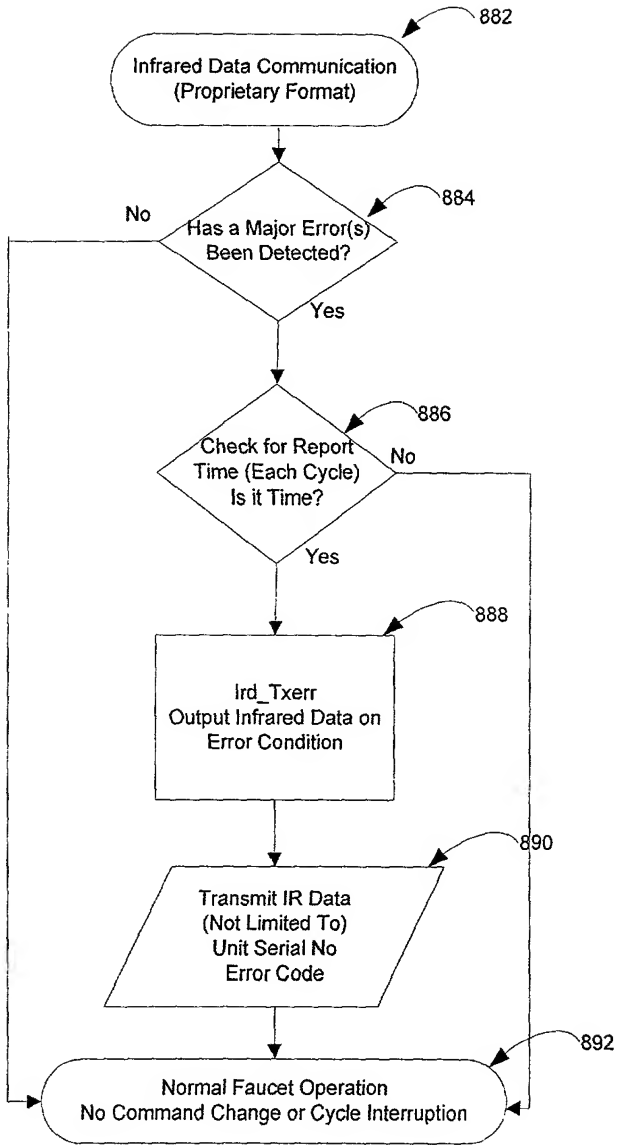 882
Infrared Data Communication
(Proprietary Format)
884
No
Has a Major Error(s)
Been Detected?
Yes
886
Check for Report
Time (Each Cycle)
Is it Time?
No
Yes
888
Ird_Txerr
Output Infrared Data on
Error Condition
890
Transmit IR Data
(Not Limited To)
Unit Serial No
Error Code
892
Normal Faucet Operation
No Command Change or Cycle Interruption